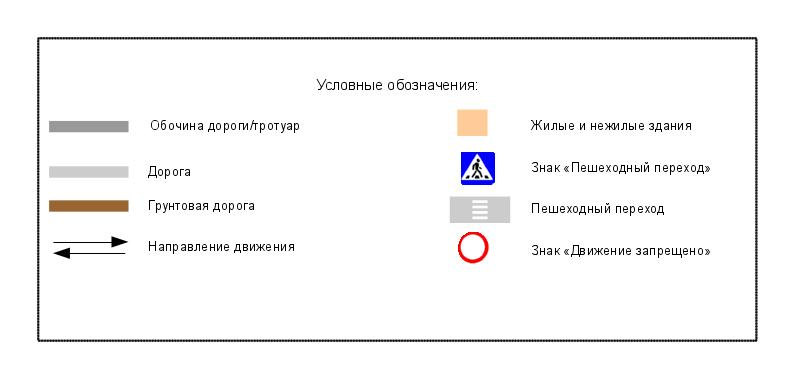 Условные обозначения:
Обочина дороги/тротуар
Дорога
Грунтовая дорога
Направление движения
Жилые и нежилые здания
Знак «Пешеходный переход»
Пешеходный переход
Знак «Движение запрещено»